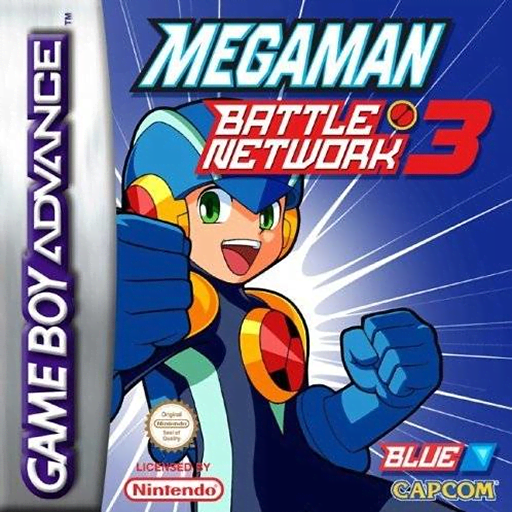 GAME BOY ADVANCE
MEGAMAN
BATTLE
NETWORK 3
Original
Nintendo
Seal of
Quality
LICENSED BY
Nintendo
BLUE
CAPCOM